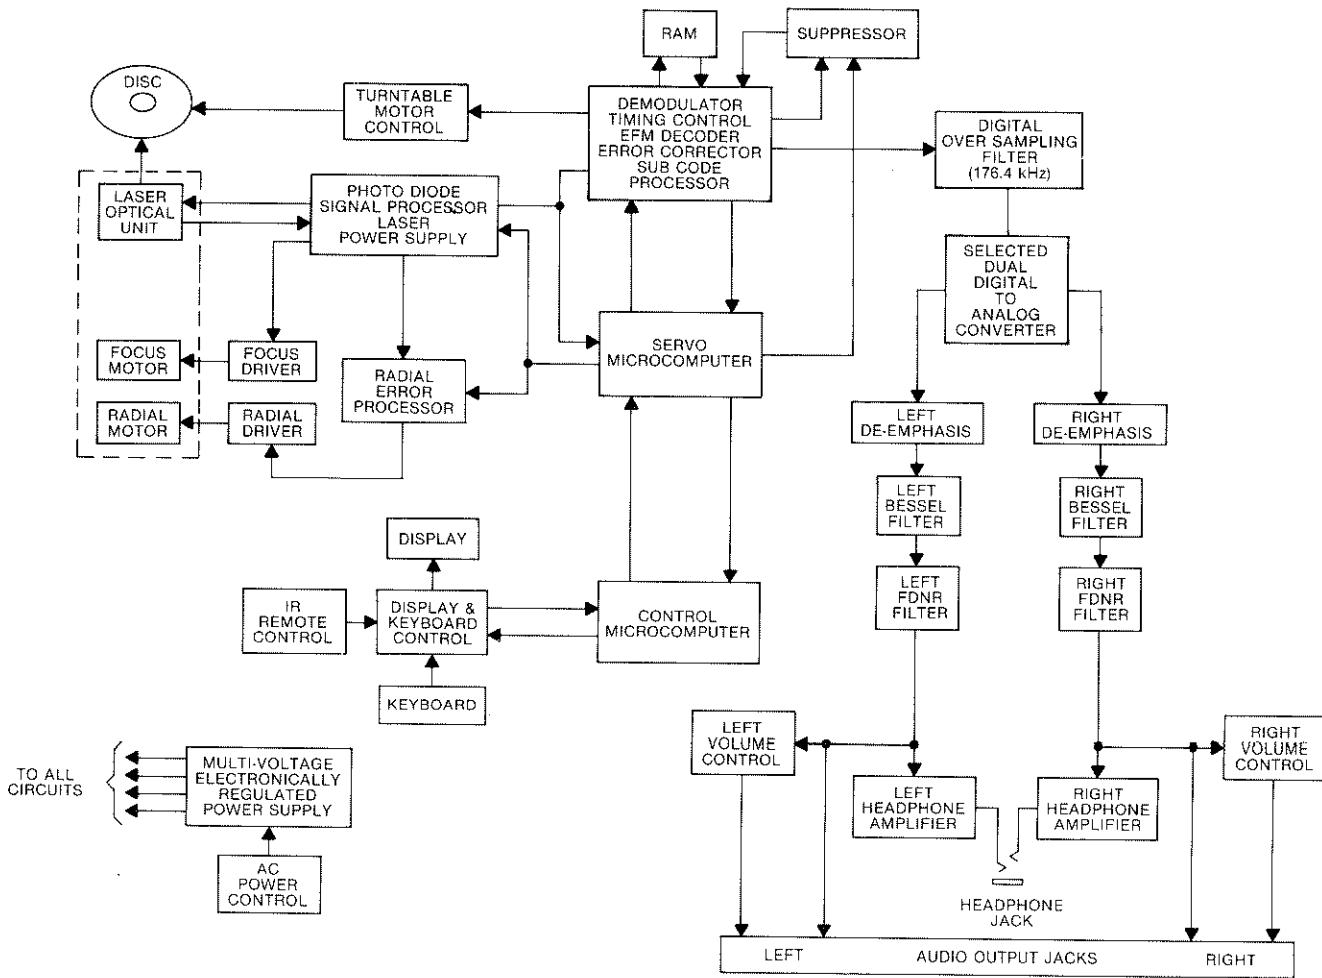 RAM
SUPPRESSOR
DISC
TURNTABLE
MOTOR
CONTROL
DEMODULATOR
TIMING CONTROL
EFM DECODER
ERROR CORRECTOR
SUB CODE
PROCESSOR
DIGITAL
OVER SAMPLING
FILTER
(176.4 kHz)
LASER
OPTICAL
UNIT
PHOTO DIODE
SIGNAL PROCESSOR
LASER
POWER SUPPLY
SELECTED
DUAL
DIGITAL
TO
ANALOG
CONVERTER
FOCUS
MOTOR
FOCUS
DRIVER
RADIAL
ERROR
PROCESSOR
SERVO
MICROCOMPUTER
RADIAL
MOTOR
RADIAL
DRIVER
LEFT
DE-EMPHASIS
RIGHT
DE-EMPHASIS
LEFT
BESSEL
FILTER
RIGHT
BESSEL
FILTER
DISPLAY
IR
REMOTE
CONTROL
DISPLAY &
KEYBOARD
CONTROL
CONTROL
MICROCOMPUTER
LEFT
FDNR
FILTER
RIGHT
FDNR
FILTER
KEYBOARD
LEFT
VOLUME
CONTROL
RIGHT
VOLUME
CONTROL
TO ALL
CIRCUITS
MULTI-VOLTAGE
ELECTRONICALLY
REGULATED
POWER SUPPLY
LEFT
HEADPHONE
AMPLIFIER
RIGHT
HEADPHONE
AMPLIFIER
AC
POWER
CONTROL
HEADPHONE
JACK
LEFT AUDIO OUTPUT JACKS RIGHT